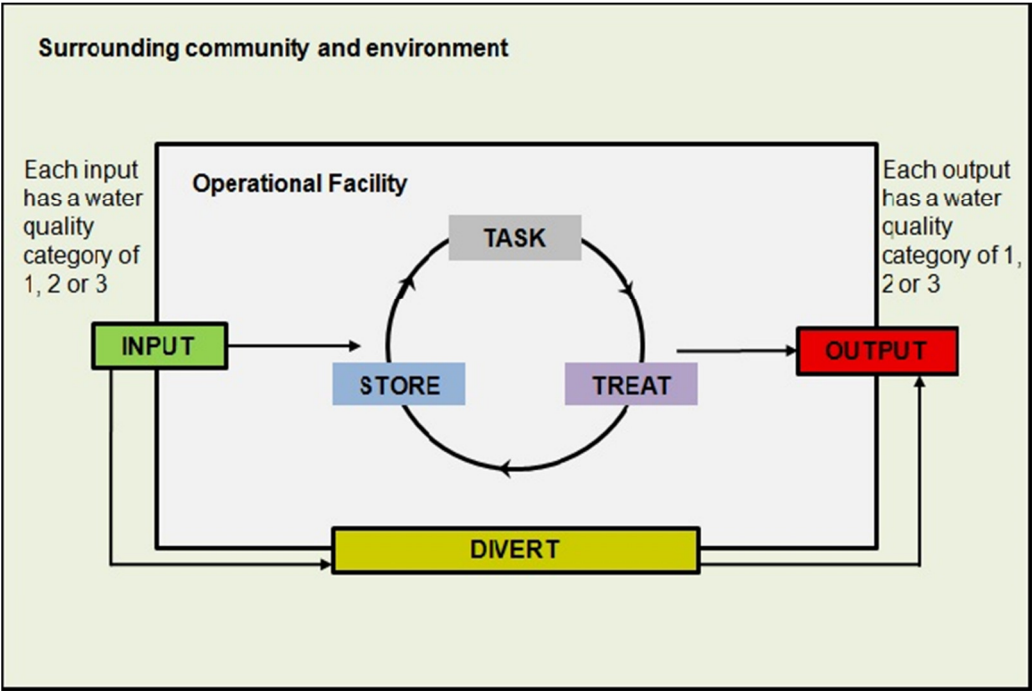 Surrounding community and environment
Each input
has a water
quality
category of
1, 2 or 3
Operational Facility
Each output
has a water
quality
category of 1,
2 or 3
TASK
INPUT
OUTPUT
STORE
TREAT
DIVERT